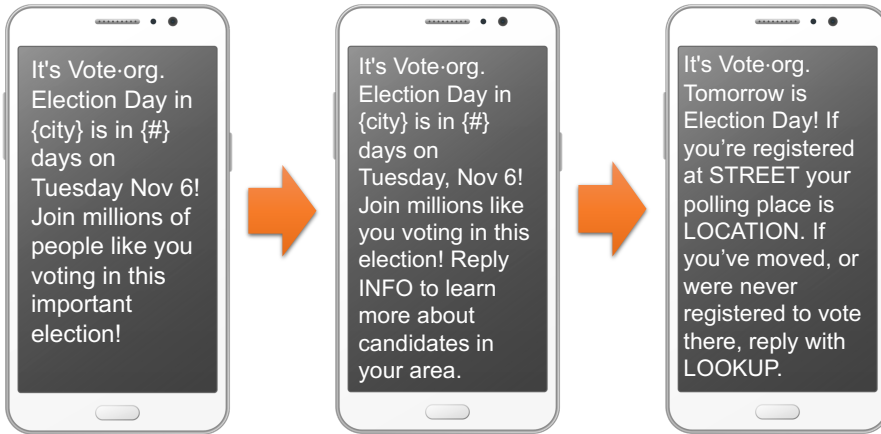 It's Vote·org.
Election Day in
{city} is in {#}
days on
Tuesday Nov 6!
Join millions of
people like you
voting in this
important
election!
It's Vote·org.
Election Day in
{city} is in {#}
days on
Tuesday, Nov 6!
Join millions like
you voting in this
election! Reply
INFO to learn
more about
candidates in
your area.
It's Vote·org.
Tomorrow is
Election Day! If
you’re registered
at STREET your
polling place is
LOCATION. If
you’ve moved, or
were never
registered to vote
there, reply with
LOOKUP.